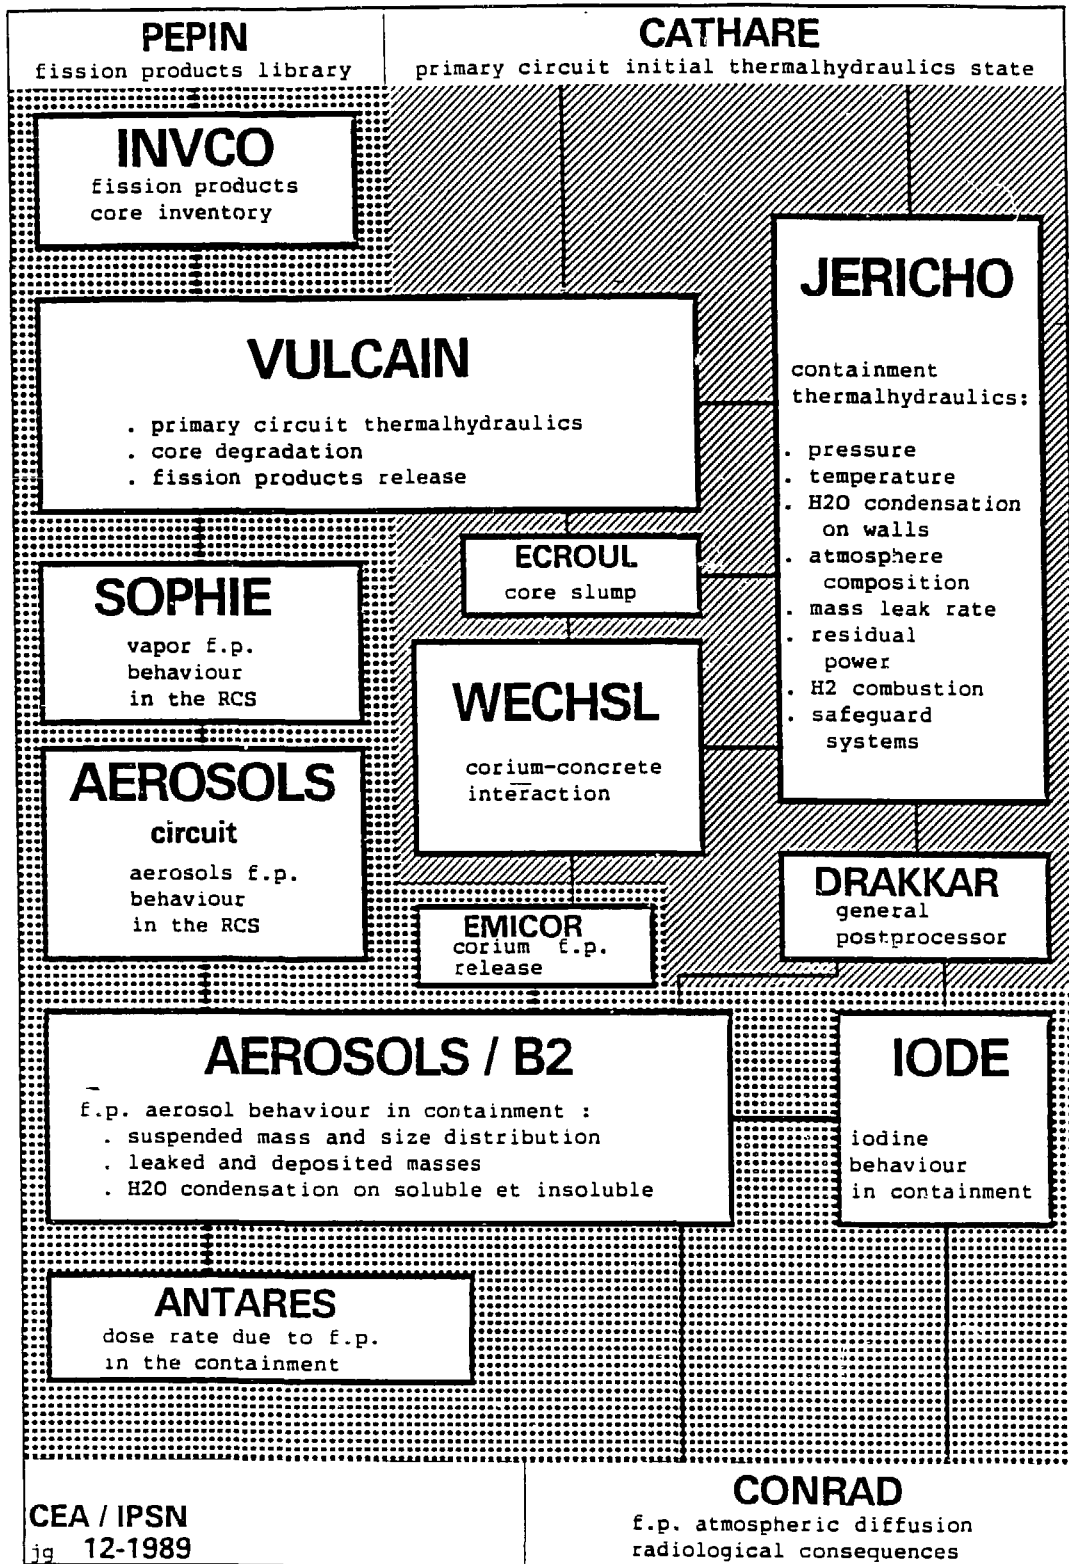 PEPIN
fission products library
CATHARE
primary circuit initial thermalhydraulics state
INVCO
fission products
core inventory
JERICHO
containment
thermalhydraulics:
. pressure
. temperature
. H2O condensation
on walls
. atmosphere
composition
. mass leak rate
. residual
power
. H2 combustion
. safeguard
systems
VULCAIN
. primary circuit thermalhydraulics
. core degradation
. fission products release
ECROUL
core slump
SOPHIE
vapor f.p.
behaviour
in the RCS
WECHSL
corium-concrete
interaction
AEROSOLS
circuit
aerosols f.p.
behaviour
in the RCS
DRAKKAR
general
postprocessor
EMICOR
corium f.p.
release
AEROSOLS / B2
f.p. aerosol behaviour in containment :
. suspended mass and size distribution
. leaked and deposited masses
. H2O condensation on soluble et insoluble
IODE
iodine
behaviour
in containment
ANTARES
dose rate due to f.p.
in the containment
CEA / IPSN
jg 12-1989
CONRAD
f.p. atmospheric diffusion
radiological consequences